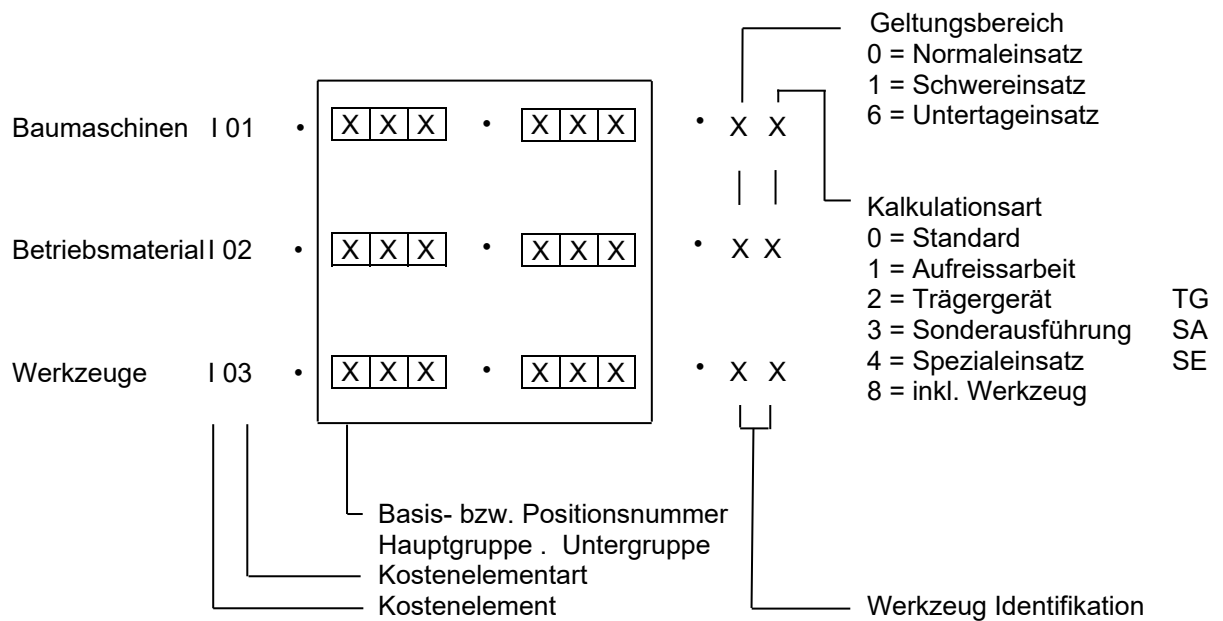 Geltungsbereich
0 = Normaleinsatz
1 = Schwereinsatz
6 = Untertageinsatz
Baumaschinen I 01 • X X X • X X X • X X
Kalkulationsart
0 = Standard
1 = Aufreissarbeit
2 = Trägergerät TG
3 = Sonderausführung SA
4 = Spezialeinsatz SE
8 = inkl. Werkzeug
Betriebsmaterial I 02 • X X X • X X X • X X
Werkzeuge I 03 • X X X • X X X • X X
Basis- bzw. Positionsnummer
Hauptgruppe . Untergruppe
Kostenelementart
Kostenelement
Werkzeug Identifikation